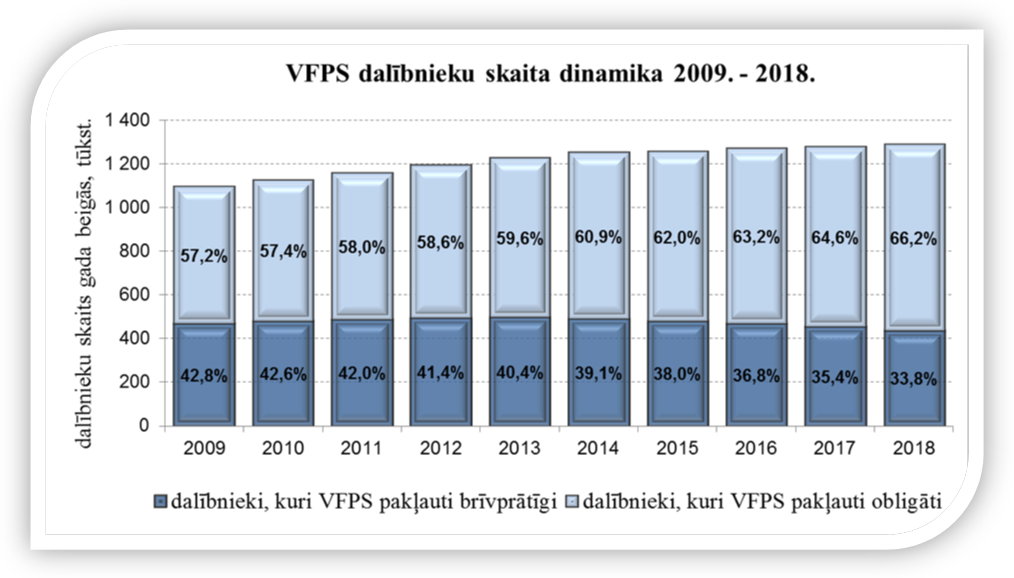 VFPS dalībnieku skaita dinamika 2009. - 2018.
dalībnieku skaits gada beigās, tūkst.
1 400
1 200
1 000
800
600
400
200
0
57,2% 57,4% 58,0% 58,6% 59,6% 60,9% 62,0% 63,2% 64,6% 66,2%
42,8% 42,6% 42,0% 41,4% 40,4% 39,1% 38,0% 36,8% 35,4% 33,8%
2009 2010 2011 2012 2013 2014 2015 2016 2017 2018
dalībnieki, kuri VFPS pakļauti brīvprātīgi dalībnieki, kuri VFPS pakļauti obligāti